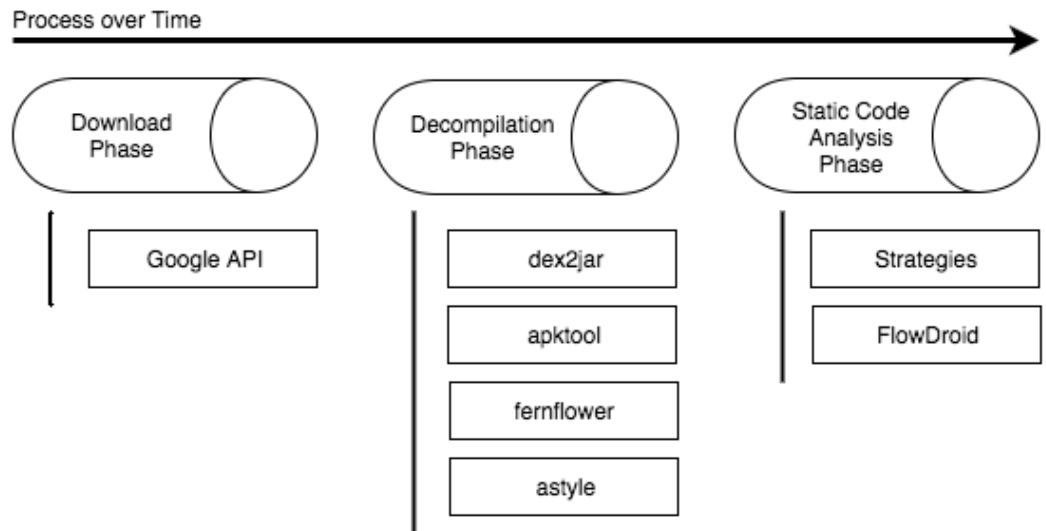 Process over Time
Download
Phase
Decompilation
Phase
Static Code
Analysis
Phase
Google API
dex2jar
apktool
fernflower
astyle
Strategies
FlowDroid